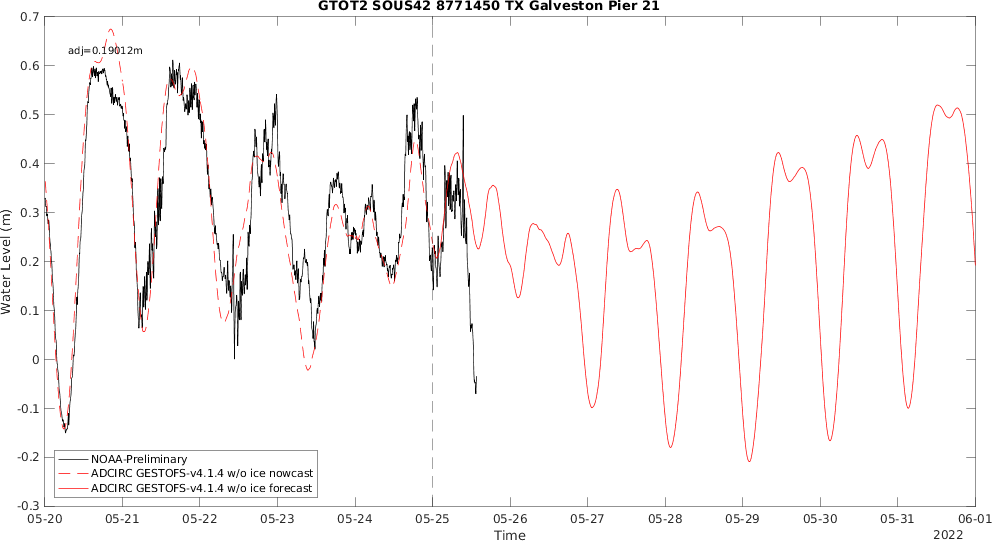 GTOT2 SOUS42 8771450 TX Galveston Pier 21
0.7
0.6
0.5
0.4
0.3
0.2
0.1
0
-0.1
-0.2
-0.3
Water Level (m)
adj=0.19012m
NOAA-Preliminary
ADCIRC GESTOFS-v4.1.4 w/o ice nowcast
ADCIRC GESTOFS-v4.1.4 w/o ice forecast
05-20 05-21 05-22 05-23 05-24 05-25 05-26 05-27 05-28 05-29 05-30 05-31 06-01
Time
2022